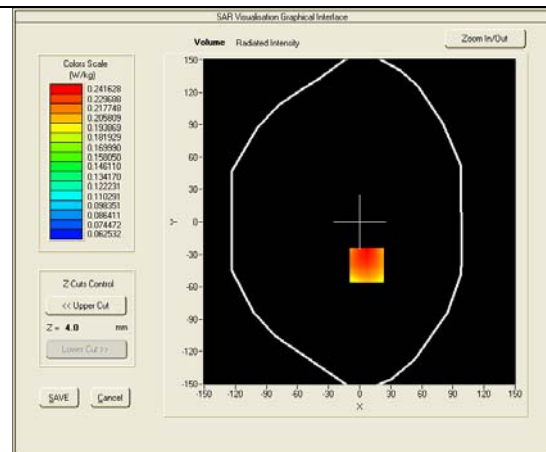 SAR Visualisation Graphical Interface
Volume Radiated Intensity
Zoom In/Out
Colors Scale
(W/kg)
0.241628
0.229688
0.217748
0.205809
0.193869
0.181929
0.169990
0.158050
0.146110
0.134170
0.122231
0.110291
0.098351
0.086411
0.074472
0.062532
Z Cuts Control
<< Upper Cut
Z = 4.0 mm
Lower Cut >>
SAVE Cancel
150
120
90
60
30
0
-30
-60
-90
-120
-150
Y
-150 -120 -90 -60 -30 0 30 60 90 120 150
X